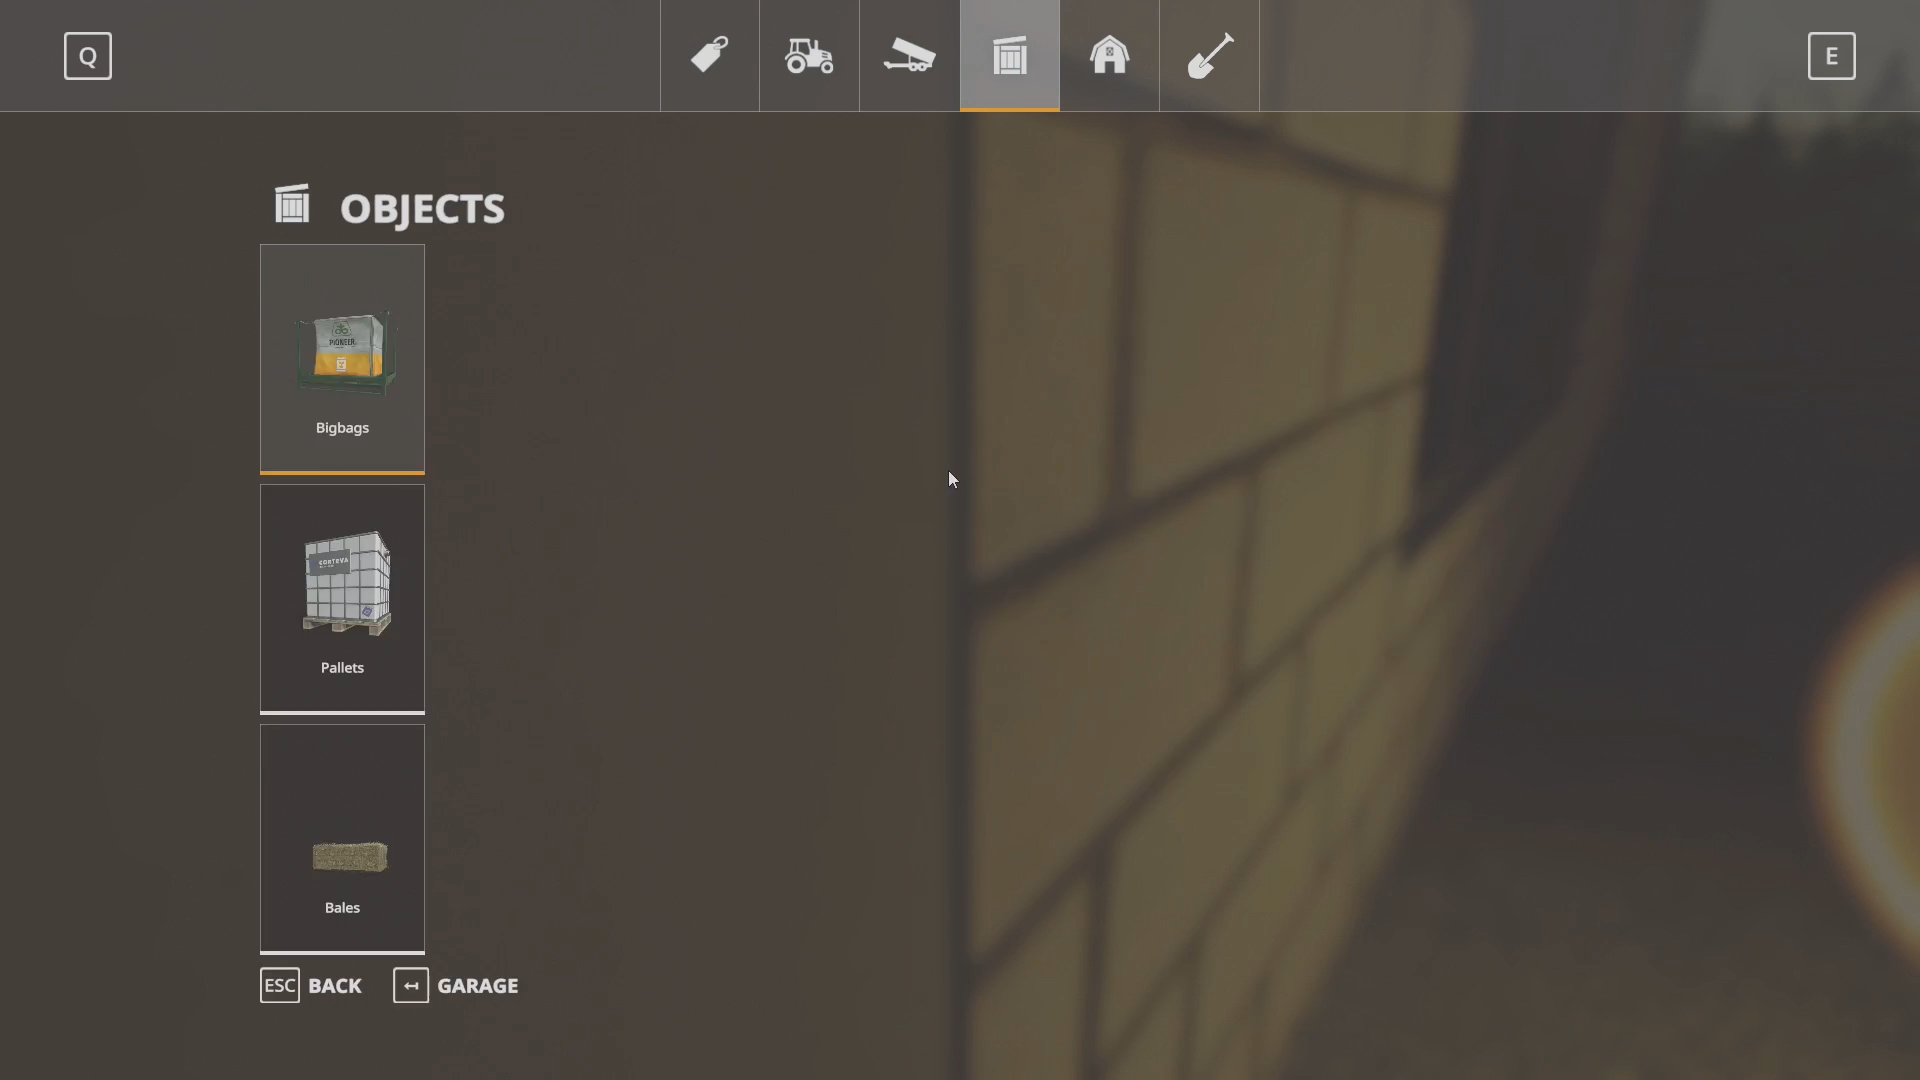 Q
E
OBJECTS
PIONEER
Bigbags
CORTEVA
Pallets
Bales
ESC BACK
GARAGE